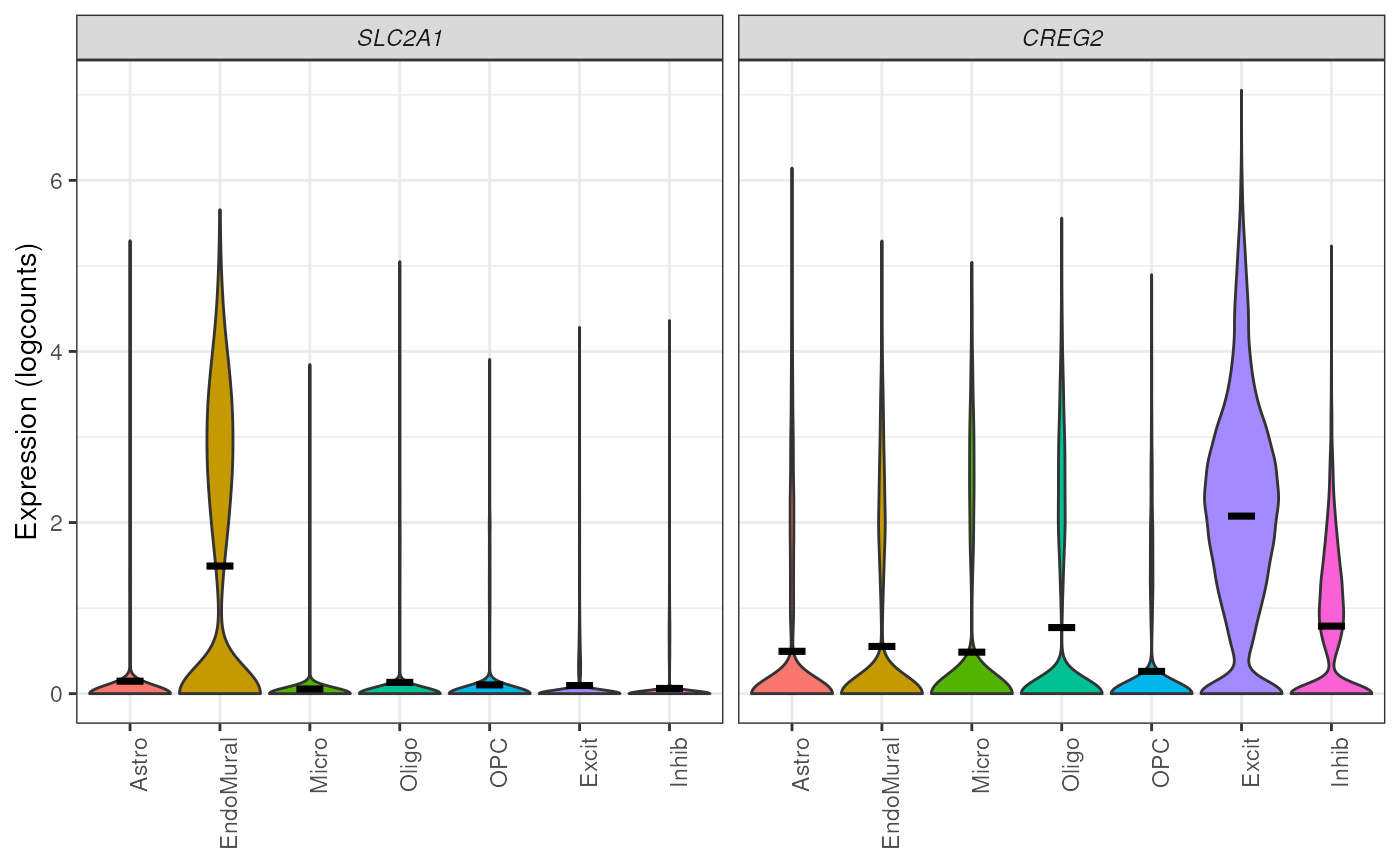 SLC2A1
CREG2
Expression (logcounts)
6
4
2
0
Astro
EndoMural
Micro
Oligo
OPC
Excit
Inhib
Astro
EndoMural
Micro
Oligo
OPC
Excit
Inhib